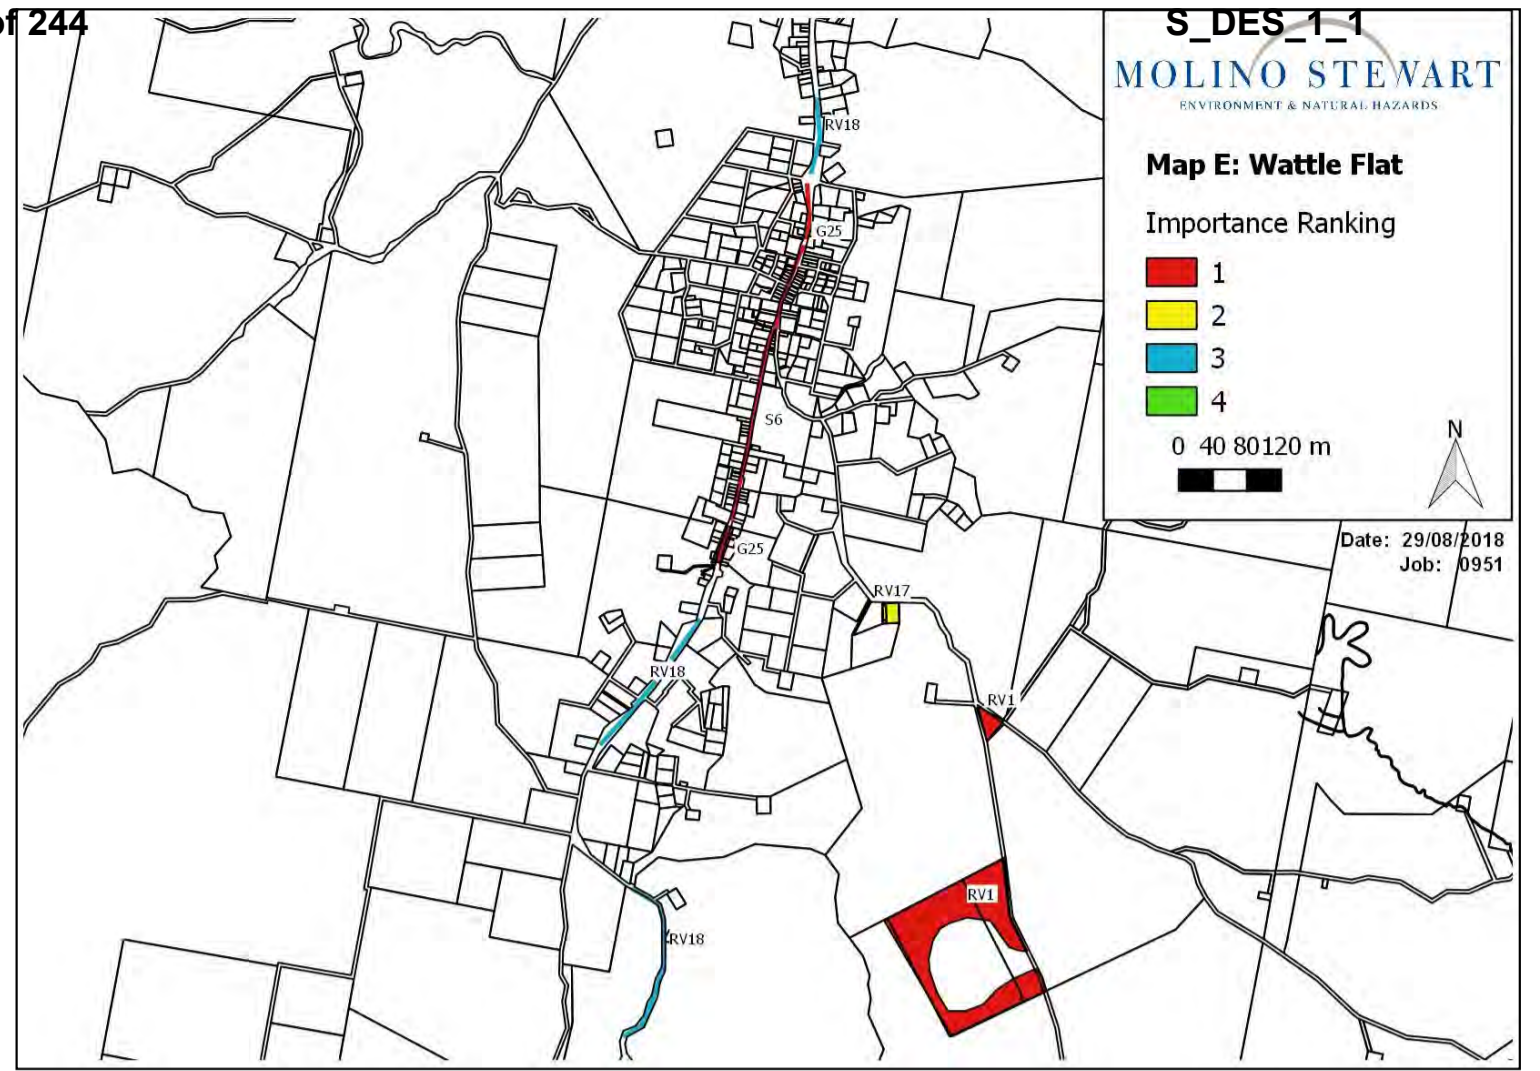 of 244
S_DES_1_1
MOLINO STEWART
ENVIRONMENT & NATURAL HAZARDS
Map E: Wattle Flat
Importance Ranking
1
2
3
4
0 40 80120 m
N
Date: 29/08/2018
Job: 0951
RV18
G25
S6
G25
RV17
RV18
RV1
RV1
RV18